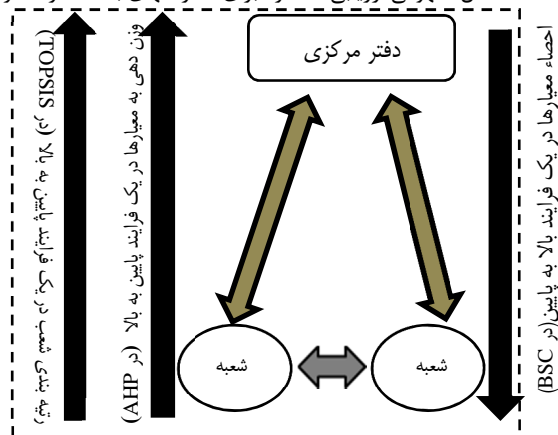 دفتر مرکزی
شعبه
شعبه
احصاء معیارها در یک فرایند بالا به پایین(در BSC)
وزن دهی به معیارها در یک فرایند پایین به بالا (در AHP)
رتبه بندی شعب در یک فرایند پایین به بالا (در TOPSIS)